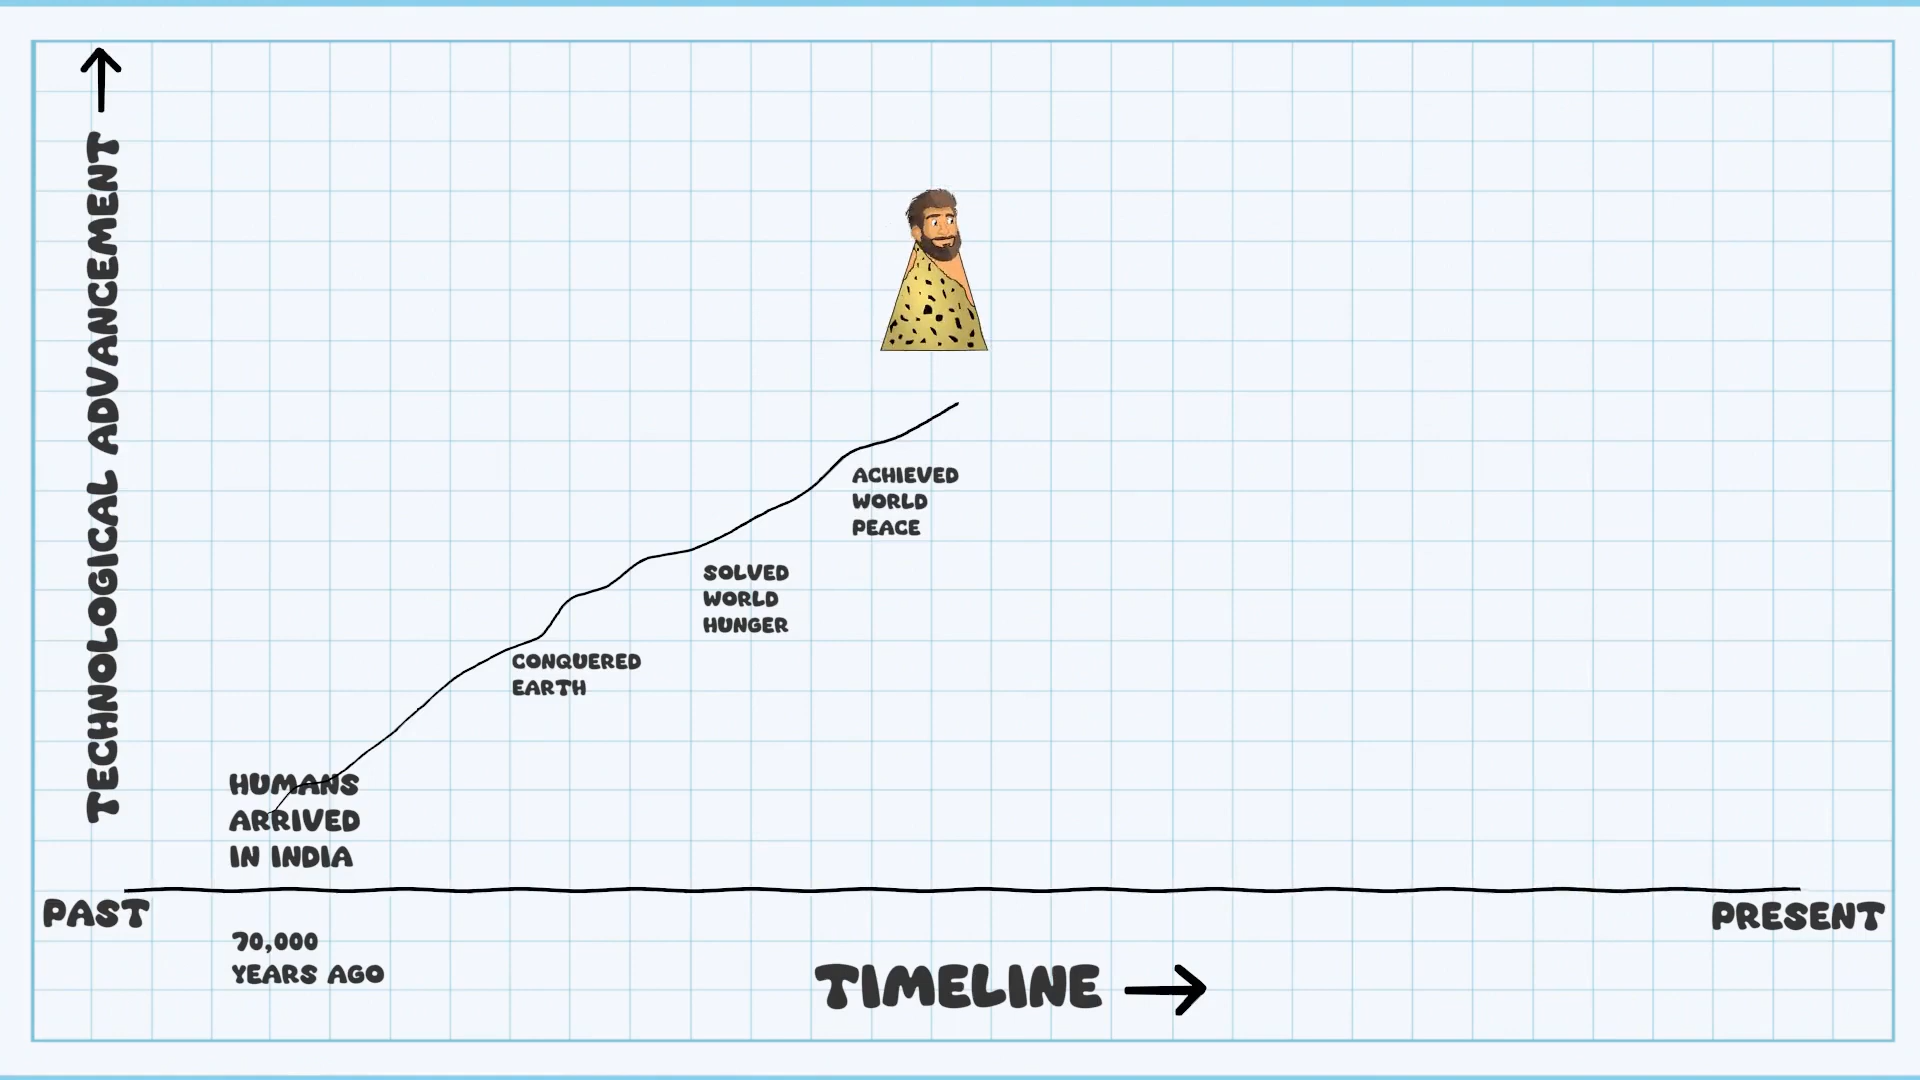 TECHNOLOGICAL ADVANCEMENT
ACHIEVED
WORLD
PEACE
SOLVED
WORLD
HUNGER
CONQUERED
EARTH
HUMANS
ARRIVED
IN INDIA
PAST
PRESENT
70,000
YEARS AGO
TIMELINE